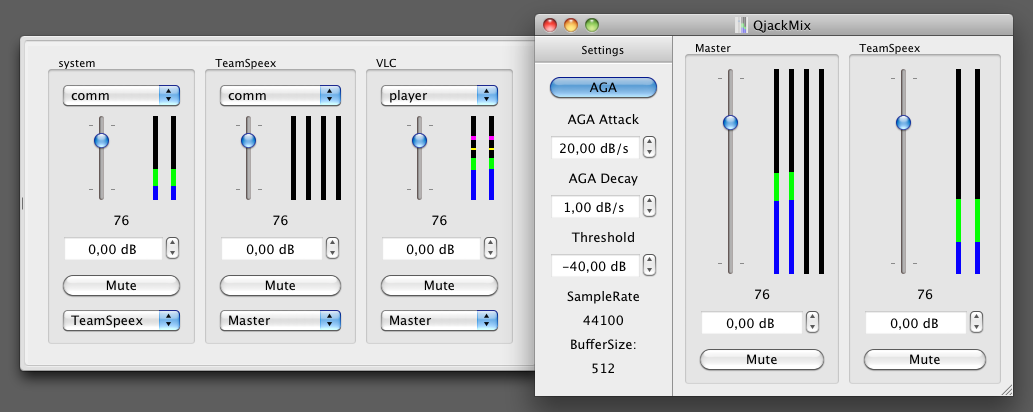 system
comm
76
0,00 dB
Mute
TeamSpeex
TeamSpeex
comm
76
0,00 dB
Mute
Master
VLC
player
76
0,00 dB
Mute
Master
QjackMix
Settings
AGA
AGA Attack
20,00 dB/s
AGA Decay
1,00 dB/s
Threshold
−40,00 dB
SampleRate
44100
BufferSize:
512
Master
76
0,00 dB
Mute
TeamSpeex
76
0,00 dB
Mute